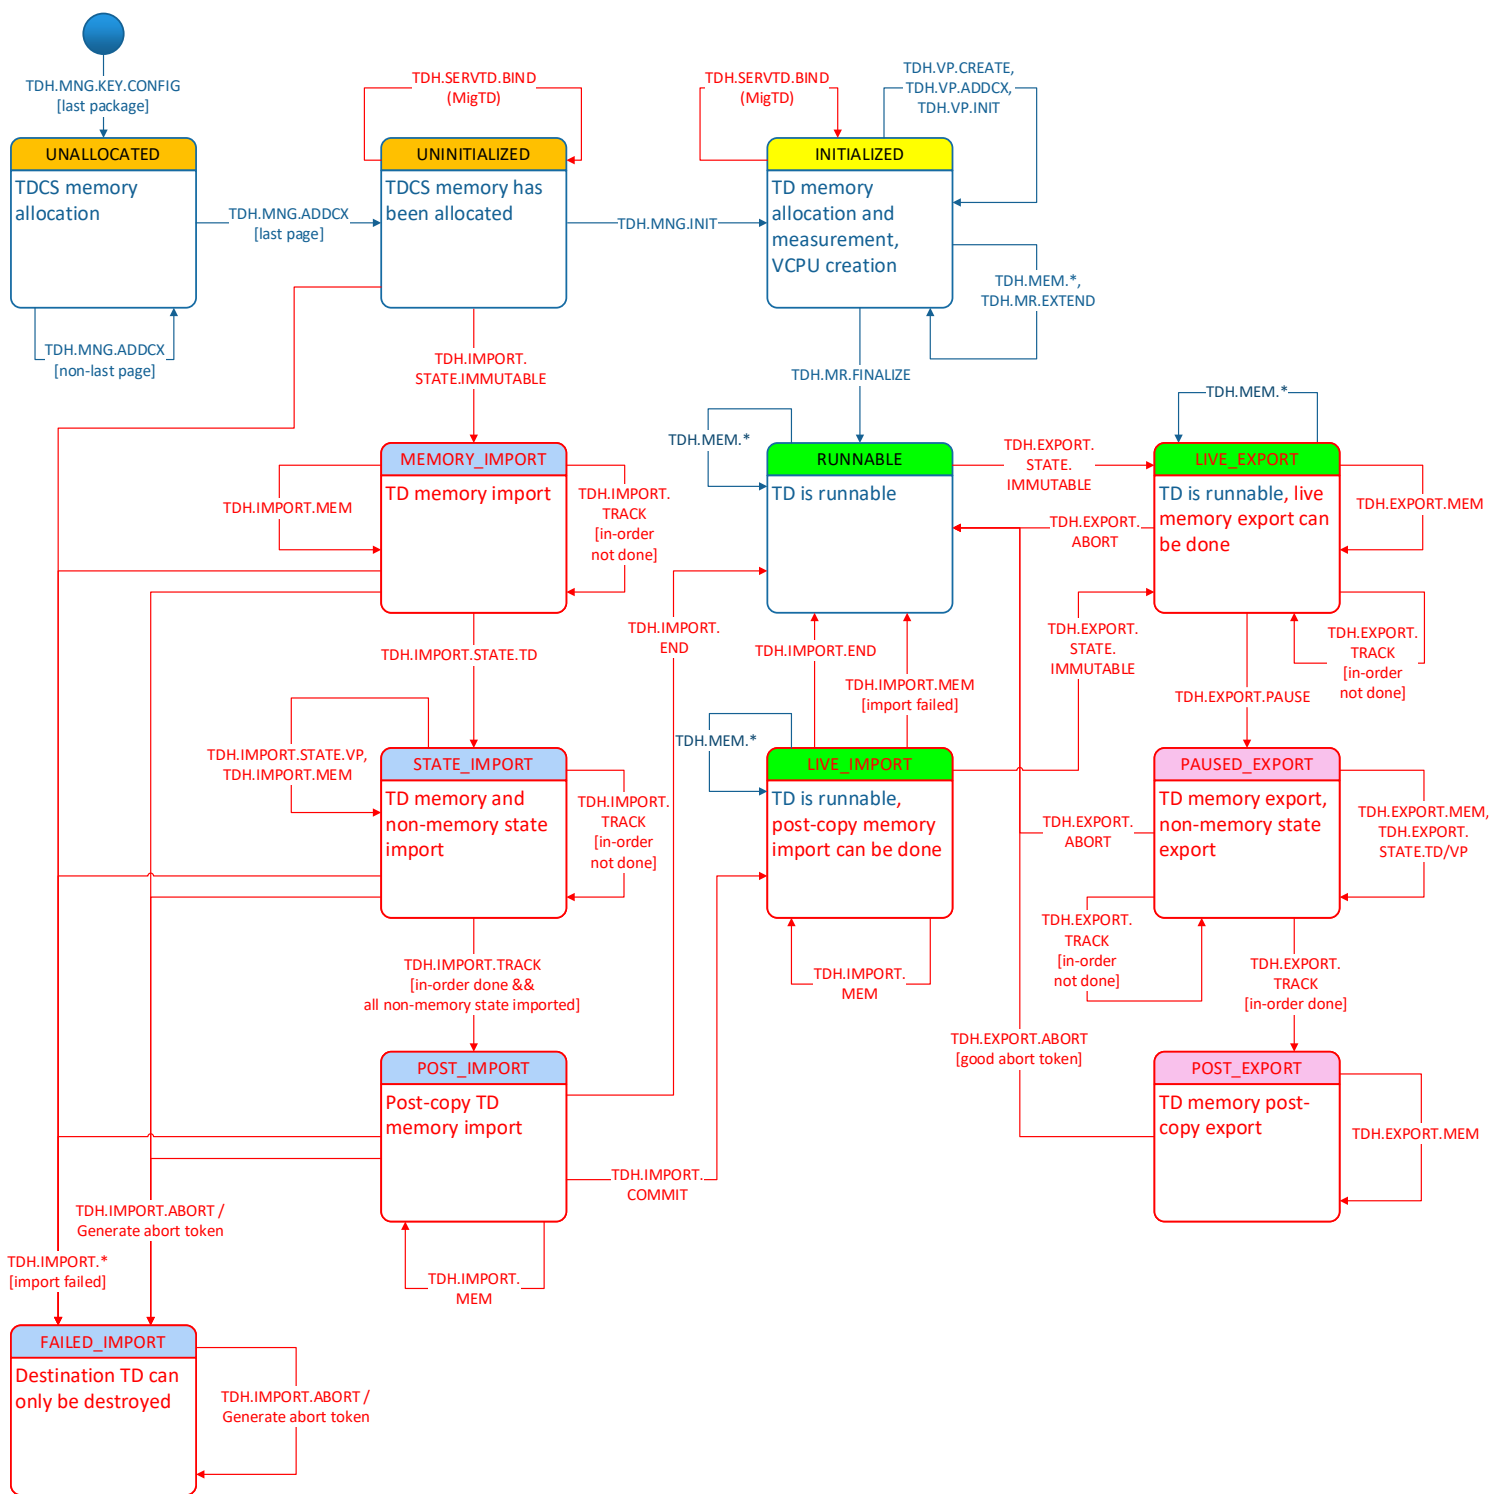 TDH.MNG.KEY.CONFIG
[last package]
TDH.SERVTD.BIND
(MigTD)
TDH.SERVTD.BIND
(MigTD)
TDH.VP.CREATE,
TDH.VP.ADDCX,
TDH.VP.INIT
UNALLOCATED
TDCS memory
allocation
TDH.MNG.ADDCX
[last page]
TDH.MNG.ADDCX
[non-last page]
UNINITIALIZED
TDCS memory has
been allocated
TDH.MNG.INIT
INITIALIZED
TD memory
allocation and
measurement,
VCPU creation
TDH.MEM.*,
TDH.MR.EXTEND
TDH.IMPORT.
STATE.IMMUTABLE
TDH.MR.FINALIZE
MEMORY_IMPORT
TD memory import
TDH.IMPORT.MEM
TDH.IMPORT.
TRACK
[in-order
not done]
TDH.MEM.*
RUNNABLE
TD is runnable
TDH.EXPORT.
STATE.
IMMUTABLE
TDH.EXPORT.
ABORT
TDH.MEM.*
LIVE_EXPORT
TD is runnable, live
memory export can
be done
TDH.EXPORT.MEM
TDH.EXPORT.
TRACK
[in-order
not done]
TDH.IMPORT.STATE.TD
TDH.IMPORT.
END
TDH.IMPORT.END
TDH.IMPORT.MEM
[import failed]
TDH.EXPORT.
STATE.
IMMUTABLE
TDH.EXPORT.PAUSE
TDH.IMPORT.STATE.VP,
TDH.IMPORT.MEM
STATE_IMPORT
TD memory and
non-memory state
import
TDH.IMPORT.
TRACK
[in-order
not done]
TDH.MEM.*
LIVE_IMPORT
TD is runnable,
post-copy memory
import can be done
TDH.IMPORT.
MEM
TDH.EXPORT.
ABORT
PAUSED_EXPORT
TD memory export,
non-memory state
export
TDH.EXPORT.MEM,
TDH.EXPORT.
STATE.TD/VP
TDH.EXPORT.
TRACK
[in-order
not done]
TDH.EXPORT.
TRACK
[in-order done]
TDH.IMPORT.TRACK
[in-order done &&
all non-memory state imported]
POST_IMPORT
Post-copy TD
memory import
TDH.IMPORT.
COMMIT
TDH.IMPORT.
MEM
TDH.EXPORT.ABORT
[good abort token]
POST_EXPORT
TD memory post-
copy export
TDH.EXPORT.MEM
TDH.IMPORT.ABORT /
Generate abort token
TDH.IMPORT.*
[import failed]
FAILED_IMPORT
Destination TD can
only be destroyed
TDH.IMPORT.ABORT /
Generate abort token